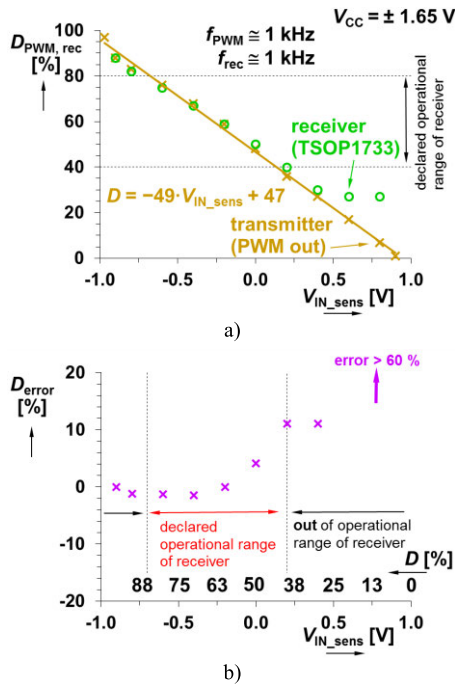 V_CC = ± 1.65 V
D_PWM, rec
[%]
f_PWM ≅ 1 kHz
f_rec ≅ 1 kHz
100
80
60
40
20
0
declared operational
range of receiver
receiver
(TSOP1733)
D = −49·V_IN_sens + 47
transmitter
(PWM out)
-1.0 -0.5 0.0 0.5 1.0
V_IN_sens [V]
a)
error > 60 %
D_error
[%]
20
10
0
-10
-20
declared
operational range
of receiver
out of operational
range of receiver
D [%]
88 75 63 50 38 25 13 0
-1.0 -0.5 0.0 0.5 1.0
V_IN_sens [V]
b)